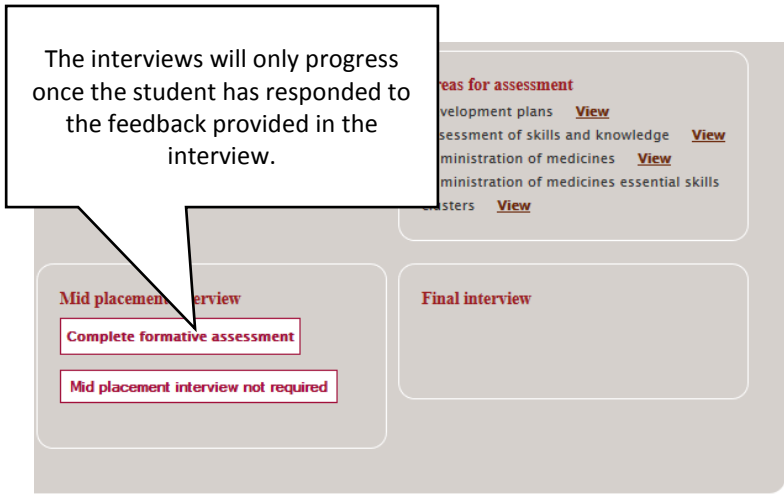 The interviews will only progress
once the student has responded to
the feedback provided in the
interview.
reas for assessment
velopment plans View
sessment of skills and knowledge View
ministration of medicines View
ministration of medicines essential skills
sters View
Mid placement erview
Complete formative assessment
Mid placement interview not required
Final interview